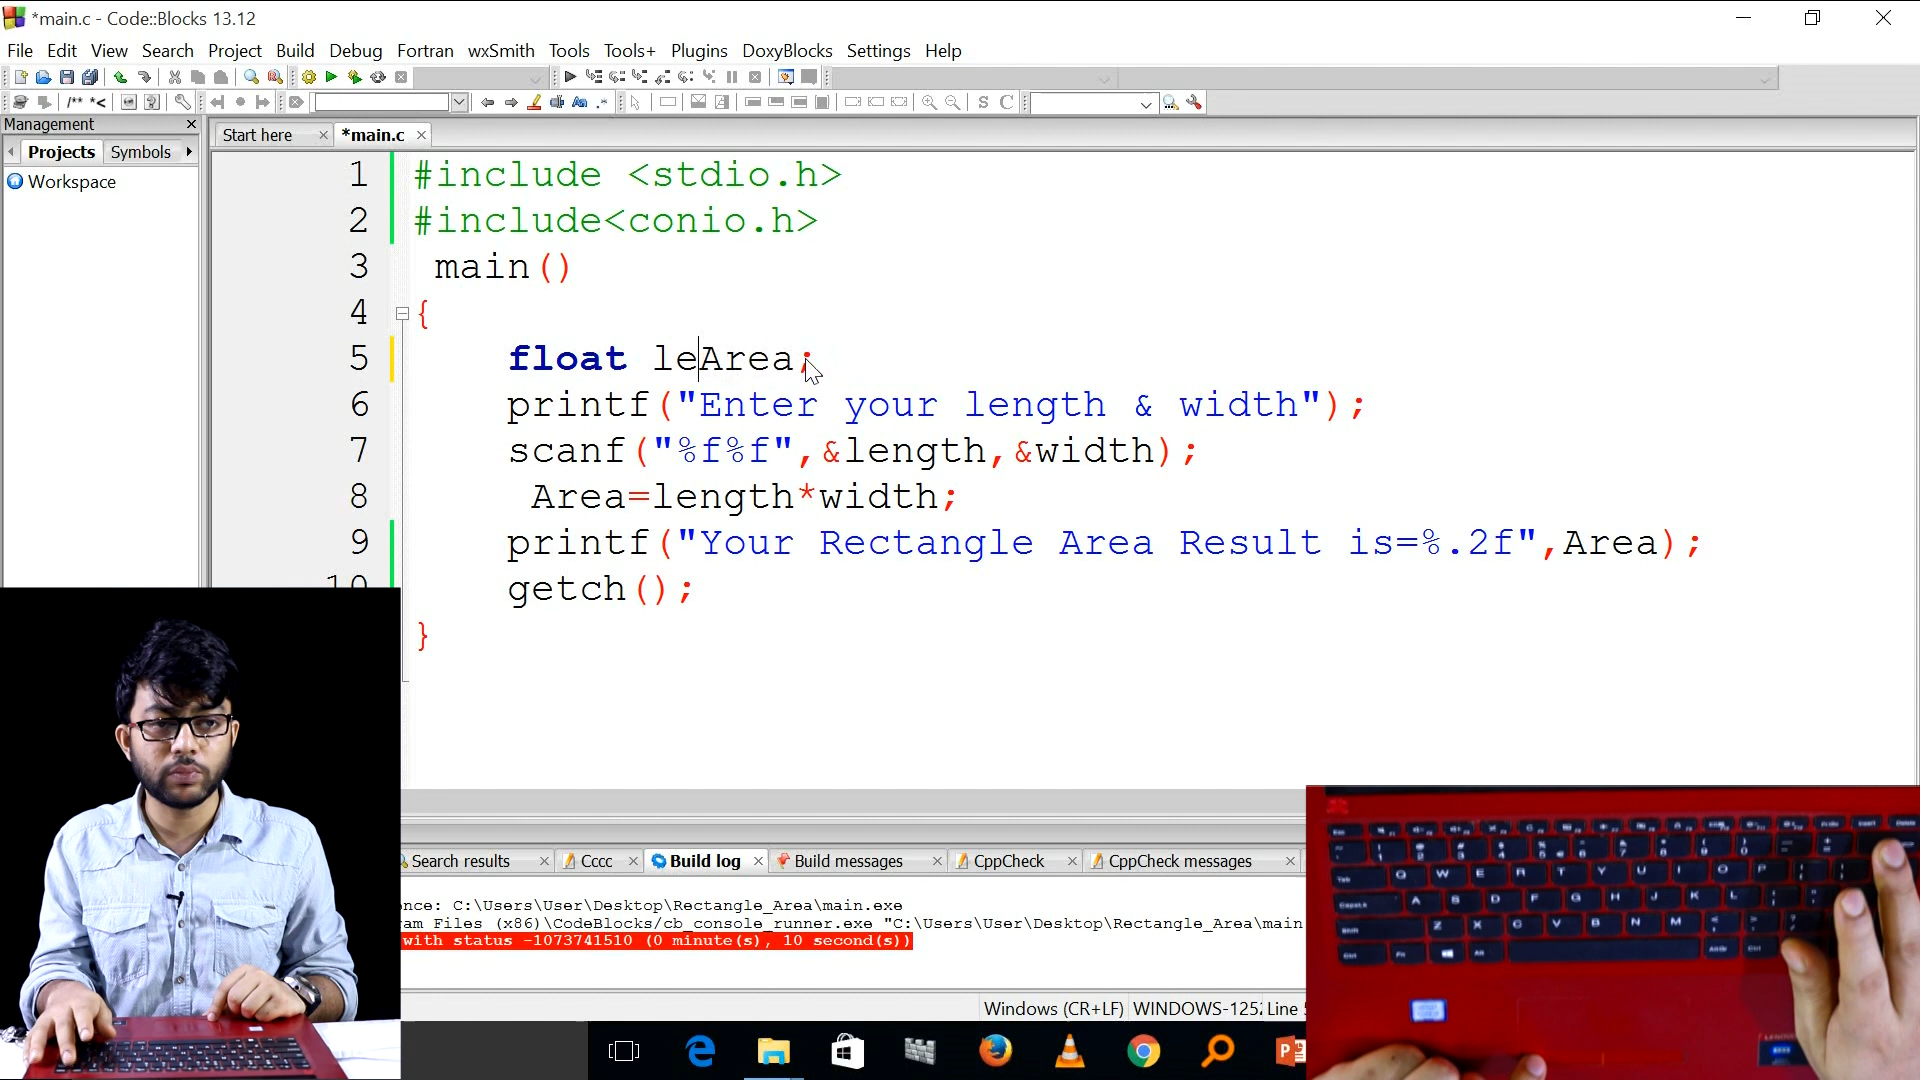 *main.c - Code::Blocks 13.12
File Edit View Search Project Build Debug Fortran wxSmith Tools Tools+ Plugins DoxyBlocks Settings Help
/** *<
S C
Management
Start here *main.c
Projects Symbols
Workspace
1 #include <stdio.h>
2 #include<conio.h>
3 main()
4 {
5 float leArea;
6 printf("Enter your length & width");
7 scanf("%f%f",&length,&width);
8 Area=length*width;
9 printf("Your Rectangle Area Result is=%.2f",Area);
10 getch();
}
Search results Cccc Build log Build messages CppCheck CppCheck messages
once: C:\Users\User\Desktop\Rectangle_Area\main.exe
ram Files (x86)\CodeBlocks/cb_console_runner.exe "C:\Users\User\Desktop\Rectangle_Area\main
with status -1073741510 (0 minute(s), 10 second(s))
Windows (CR+LF) WINDOWS-1252 Line